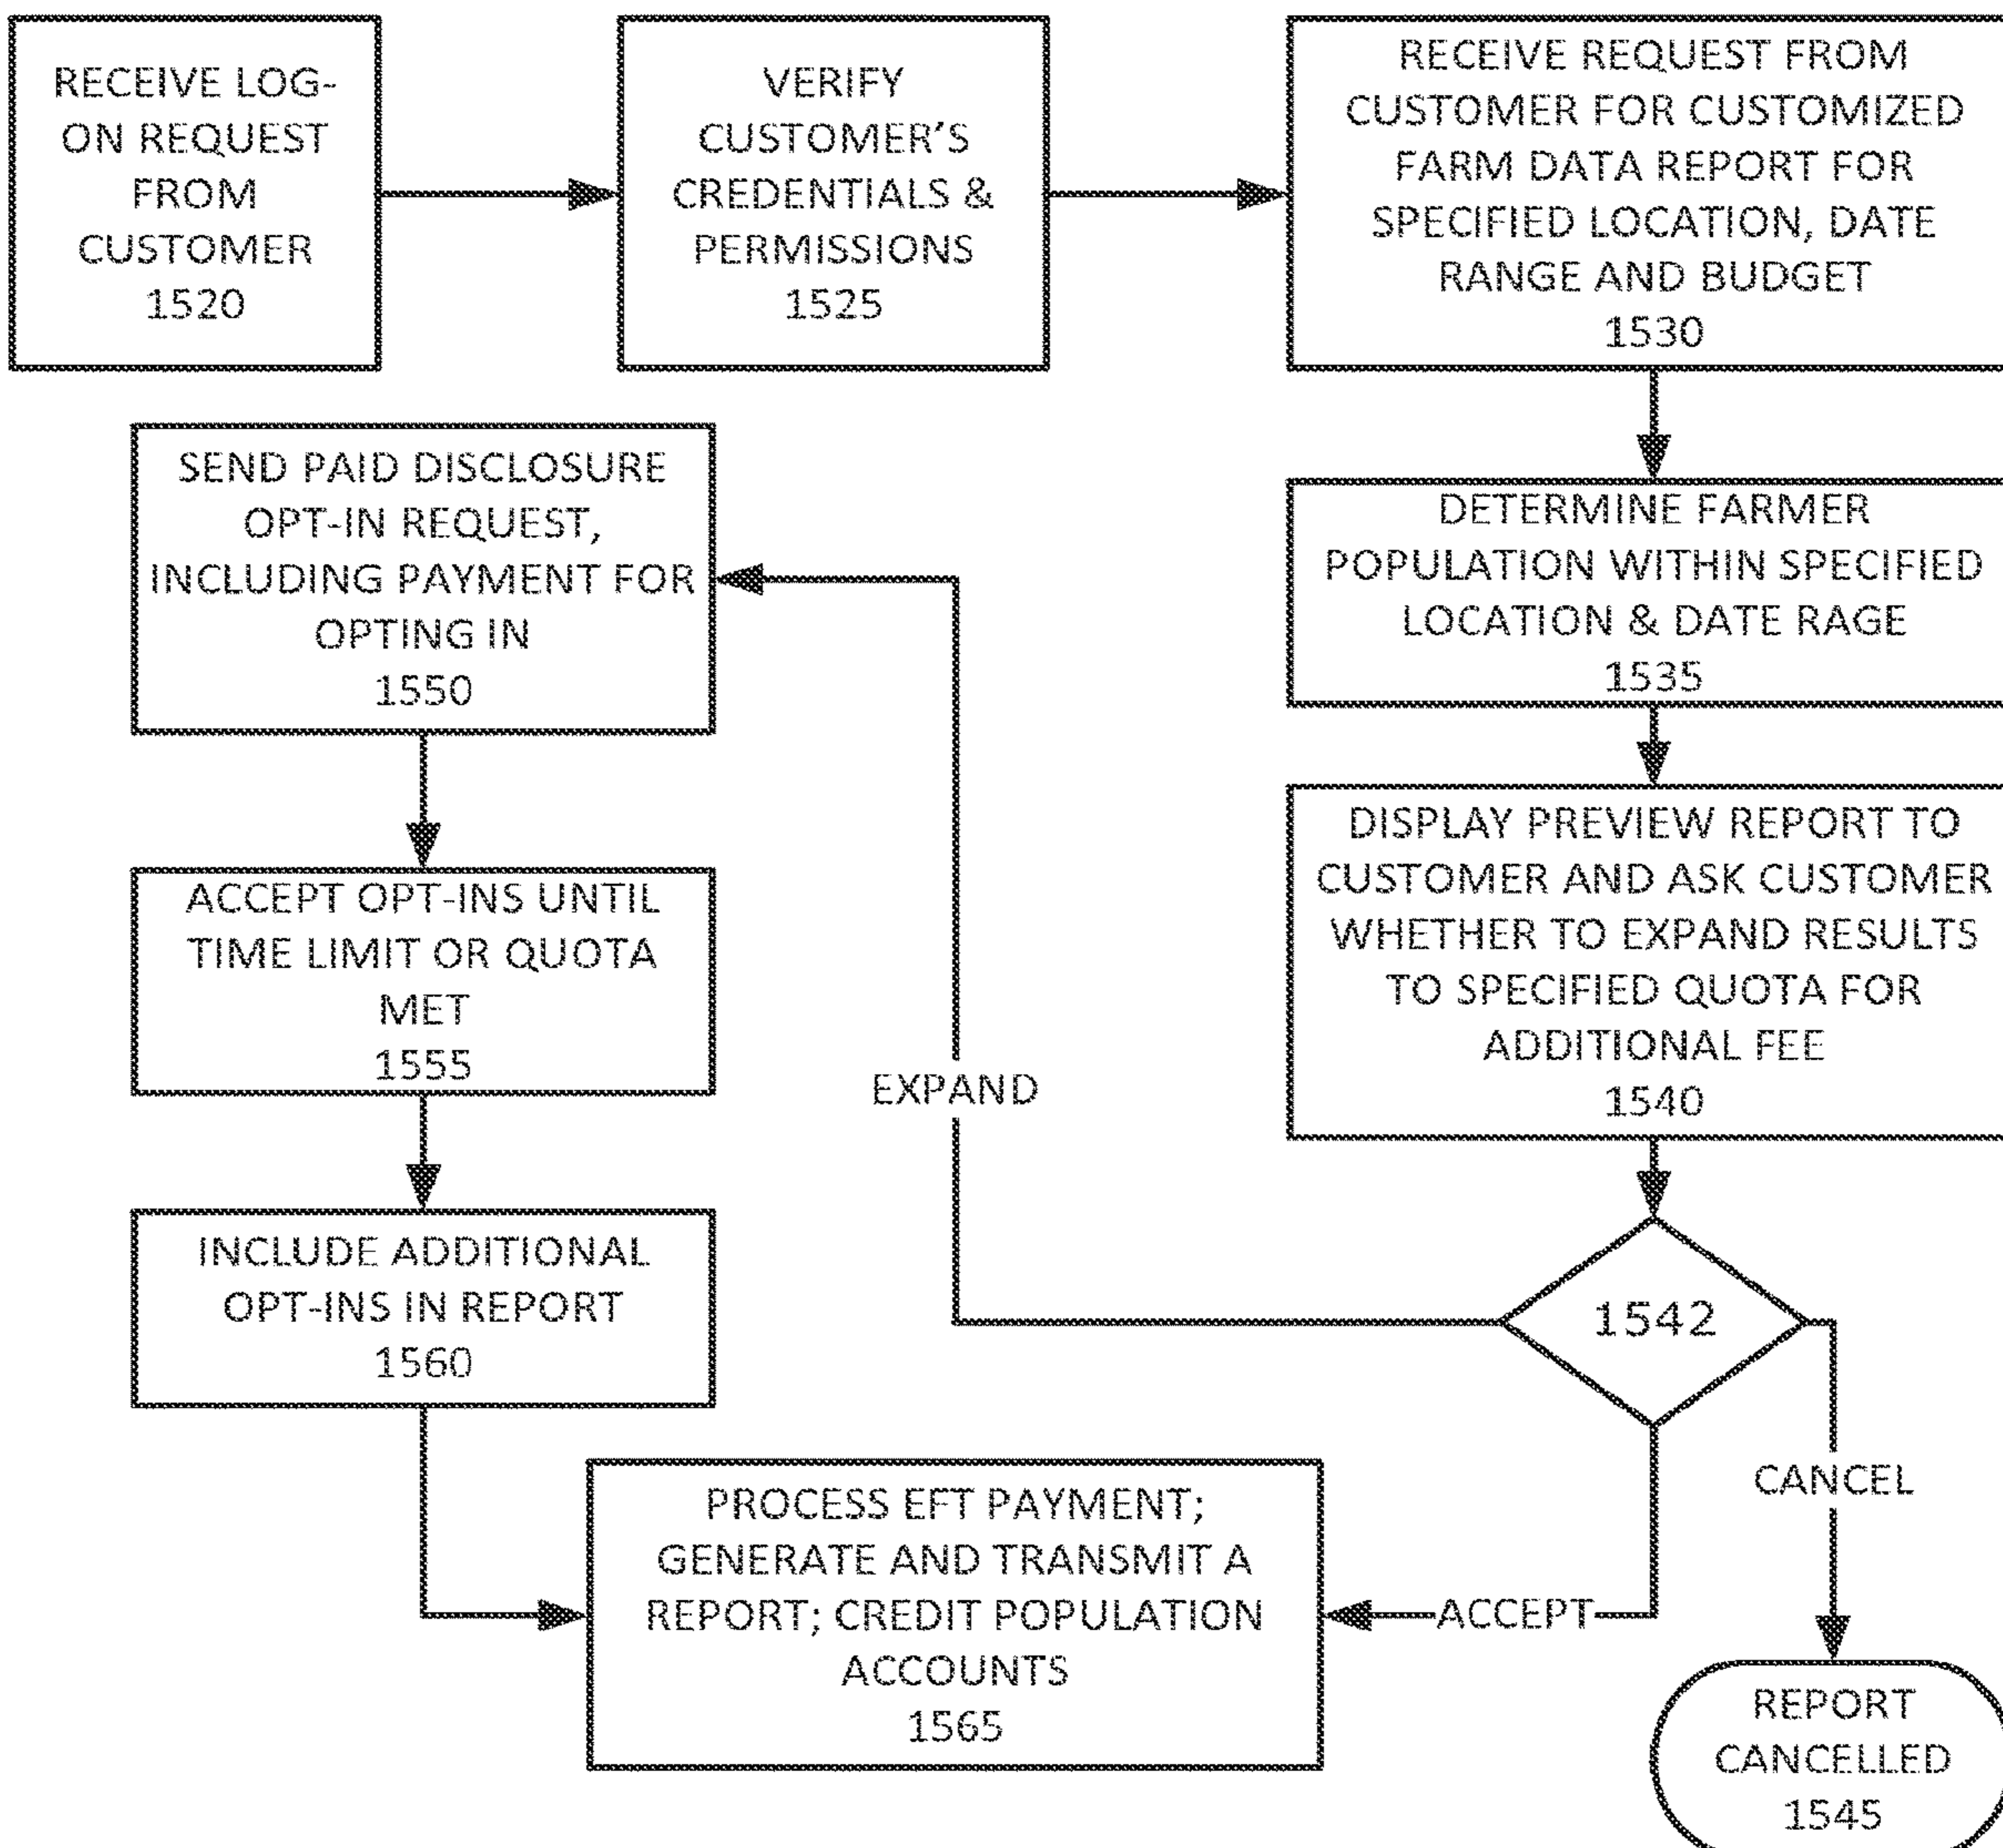 RECEIVE LOG-
ON REQUEST
FROM
CUSTOMER
1520
VERIFY
CUSTOMER'S
CREDENTIALS &
PERMISSIONS
1525
RECEIVE REQUEST FROM
CUSTOMER FOR CUSTOMIZED
FARM DATA REPORT FOR
SPECIFIED LOCATION, DATE
RANGE AND BUDGET
1530
DETERMINE FARMER
POPULATION WITHIN SPECIFIED
LOCATION & DATE RAGE
1535
DISPLAY PREVIEW REPORT TO
CUSTOMER AND ASK CUSTOMER
WHETHER TO EXPAND RESULTS
TO SPECIFIED QUOTA FOR
ADDITIONAL FEE
1540
1542
EXPAND
CANCEL
ACCEPT
REPORT
CANCELLED
1545
SEND PAID DISCLOSURE
OPT-IN REQUEST,
INCLUDING PAYMENT FOR
OPTING IN
1550
ACCEPT OPT-INS UNTIL
TIME LIMIT OR QUOTA
MET
1555
INCLUDE ADDITIONAL
OPT-INS IN REPORT
1560
PROCESS EFT PAYMENT;
GENERATE AND TRANSMIT A
REPORT; CREDIT POPULATION
ACCOUNTS
1565